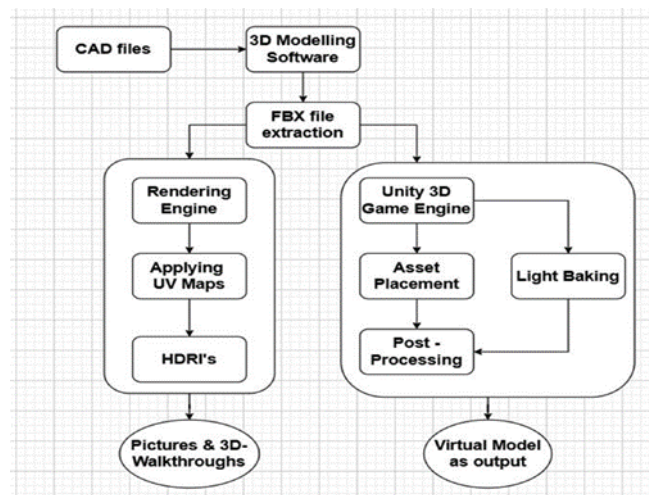 CAD files
3D Modelling
Software
FBX file
extraction
Rendering
Engine
Applying
UV Maps
HDRI's
Pictures & 3D-
Walkthroughs
Unity 3D
Game Engine
Asset
Placement
Light Baking
Post -
Processing
Virtual Model
as output